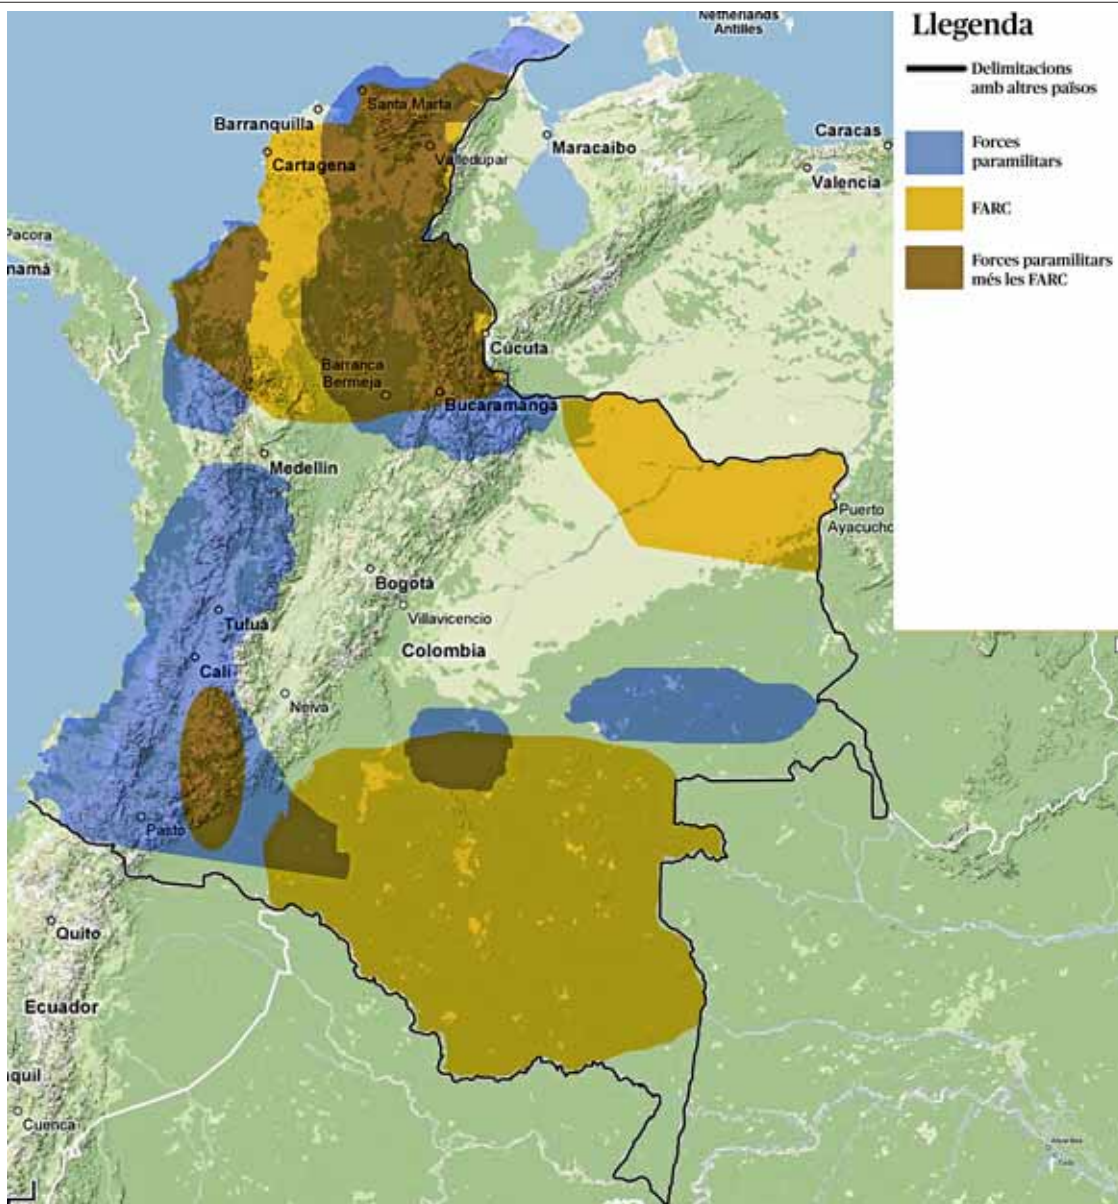 Netherlands
Antilles
Llegenda
Delimitacions
amb altres països
Forces
paramilitars
FARC
Forces paramilitars
més les FARC
Santa Marta
Barranquilla
Cartagena
Valledupar
Maracaibo
Caracas
Valencia
Pacora
namá
Cúcuta
Barranca
Bermeja
Bucaramanga
Medellin
Puerto
Ayacucho
Bogotá
Villavicencio
Tuluá
Colombia
Cali
Neiva
Pasto
Quito
Ecuador
aquil
Cuenca